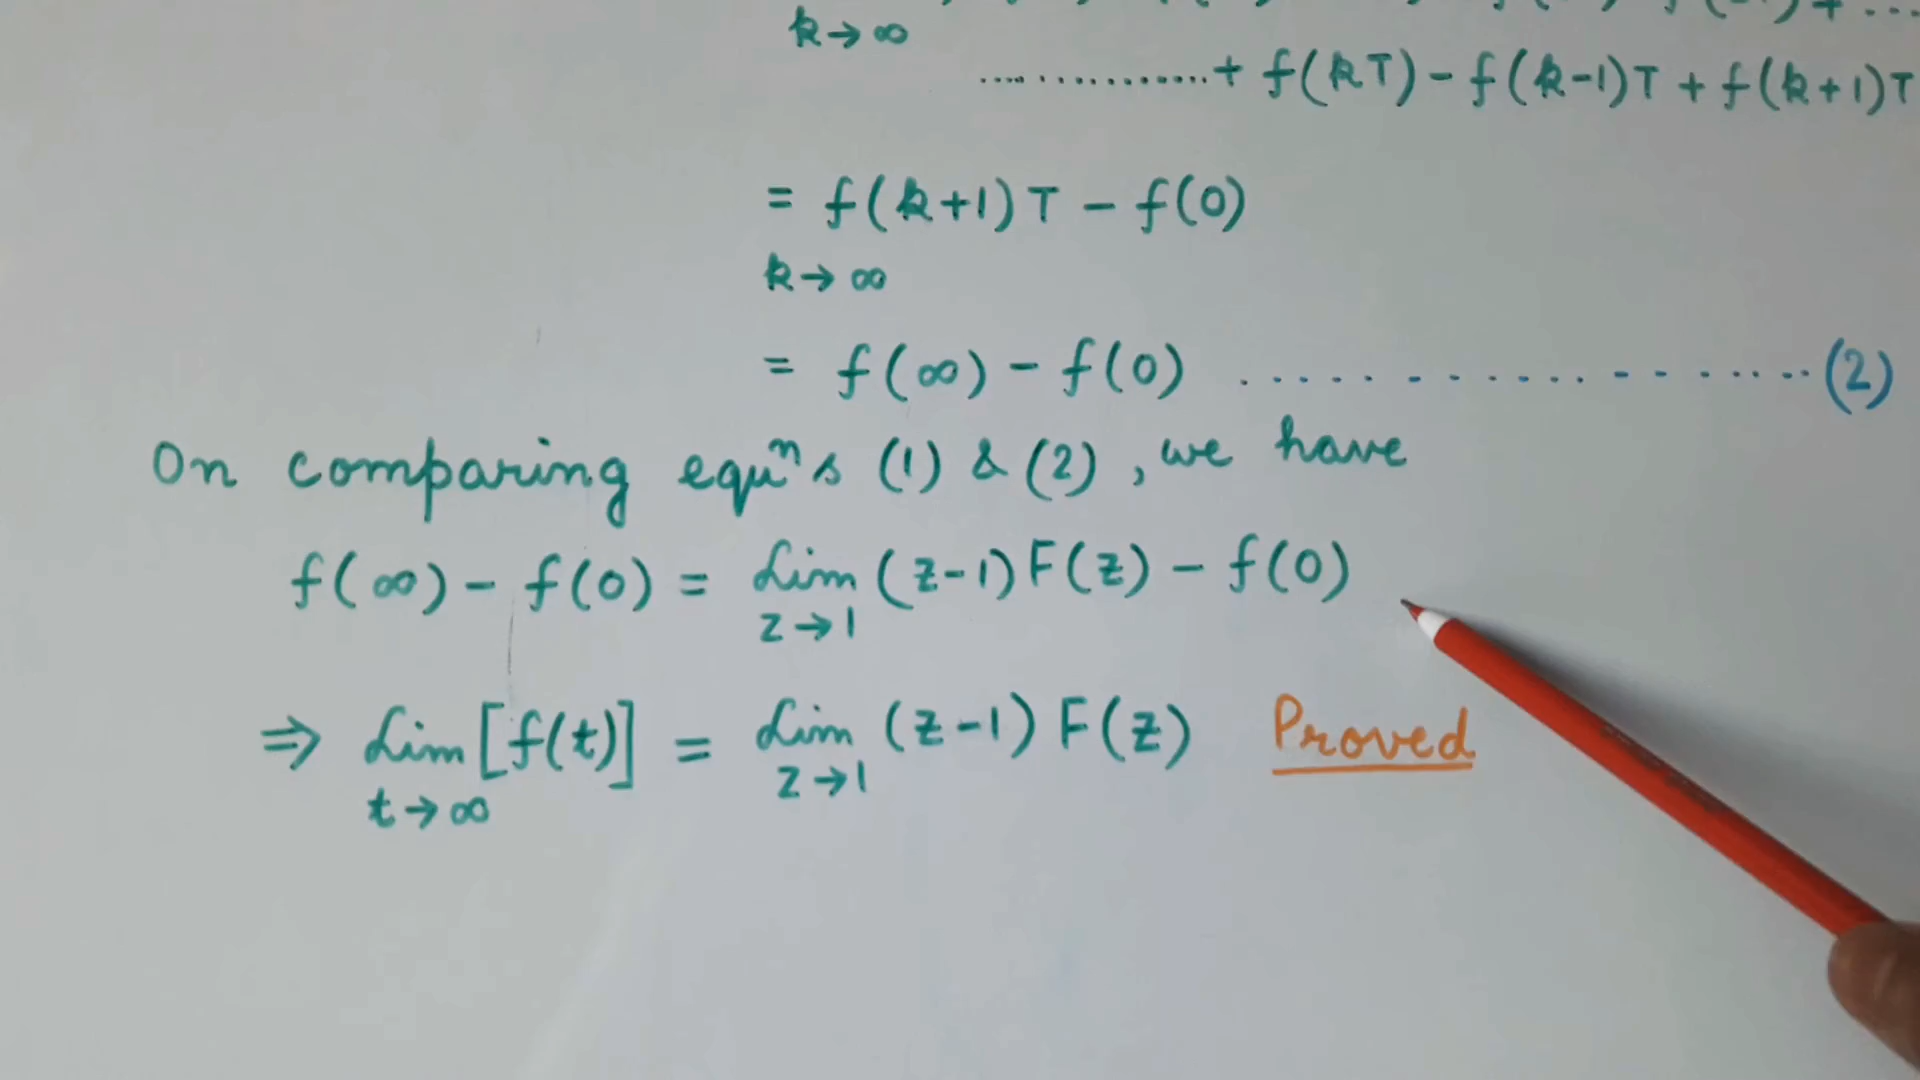 k→∞
..................+ f(kT) - f(k-1)T + f(k+1)T
= f(k+1)T - f(0)
k→∞
= f(∞) - f(0) .....................(2)
On comparing equⁿs (1) & (2), we have
f(∞) - f(0) = Lim (z-1)F(z) - f(0)
z→1
⇒ Lim [f(t)] = Lim (z-1) F(z) Proved
t→∞ z→1